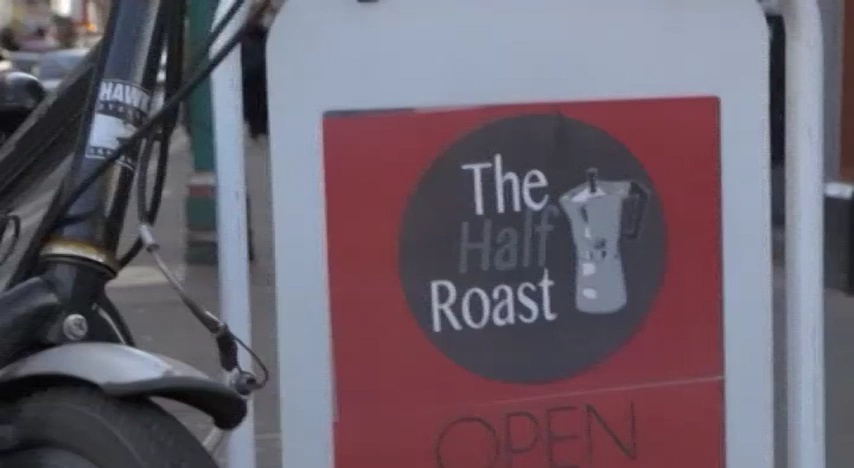 HAWK
The
Half
Roast
OPEN